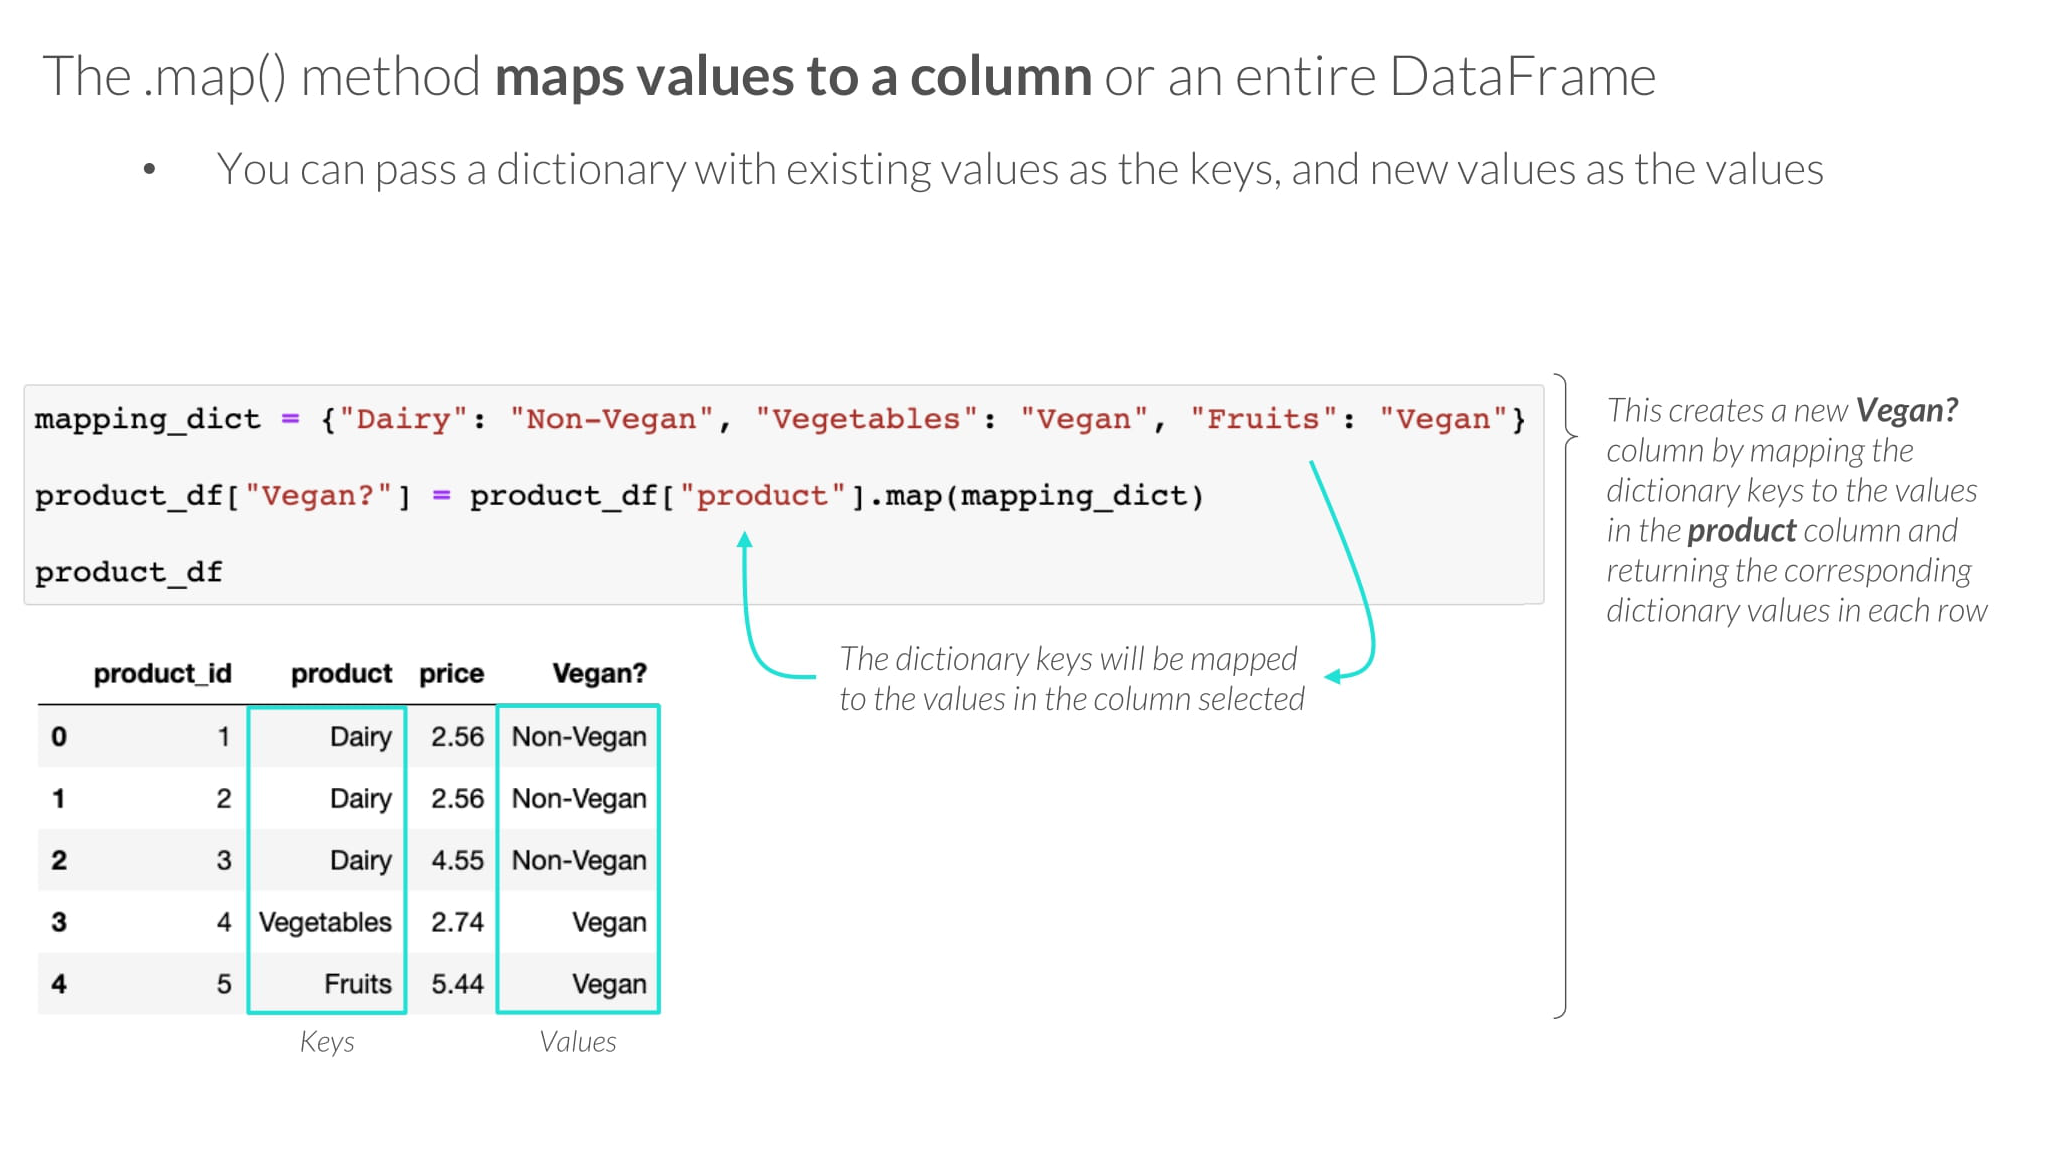 The .map() method maps values to a column or an entire DataFrame
• You can pass a dictionary with existing values as the keys, and new values as the values
mapping_dict = {"Dairy": "Non-Vegan", "Vegetables": "Vegan", "Fruits": "Vegan"}
product_df["Vegan?"] = product_df["product"].map(mapping_dict)
product_df
This creates a new Vegan?
column by mapping the
dictionary keys to the values
in the product column and
returning the corresponding
dictionary values in each row
The dictionary keys will be mapped
to the values in the column selected
product_id product price Vegan?
0 1 Dairy 2.56 Non-Vegan
1 2 Dairy 2.56 Non-Vegan
2 3 Dairy 4.55 Non-Vegan
3 4 Vegetables 2.74 Vegan
4 5 Fruits 5.44 Vegan
Keys Values